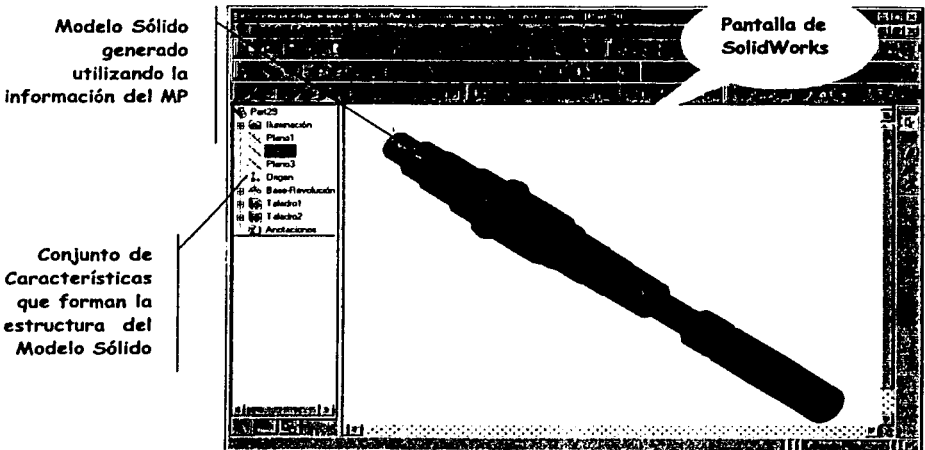 Modelo Sólido
generado
utilizando la
información del MP
Pantalla de
SolidWorks
Part29
Iluminación
Plano1
Plano3
Origen
Base-Revolución
Taladro1
Taladro2
Anotaciones
Conjunto de
Características
que forman la
estructura del
Modelo Sólido